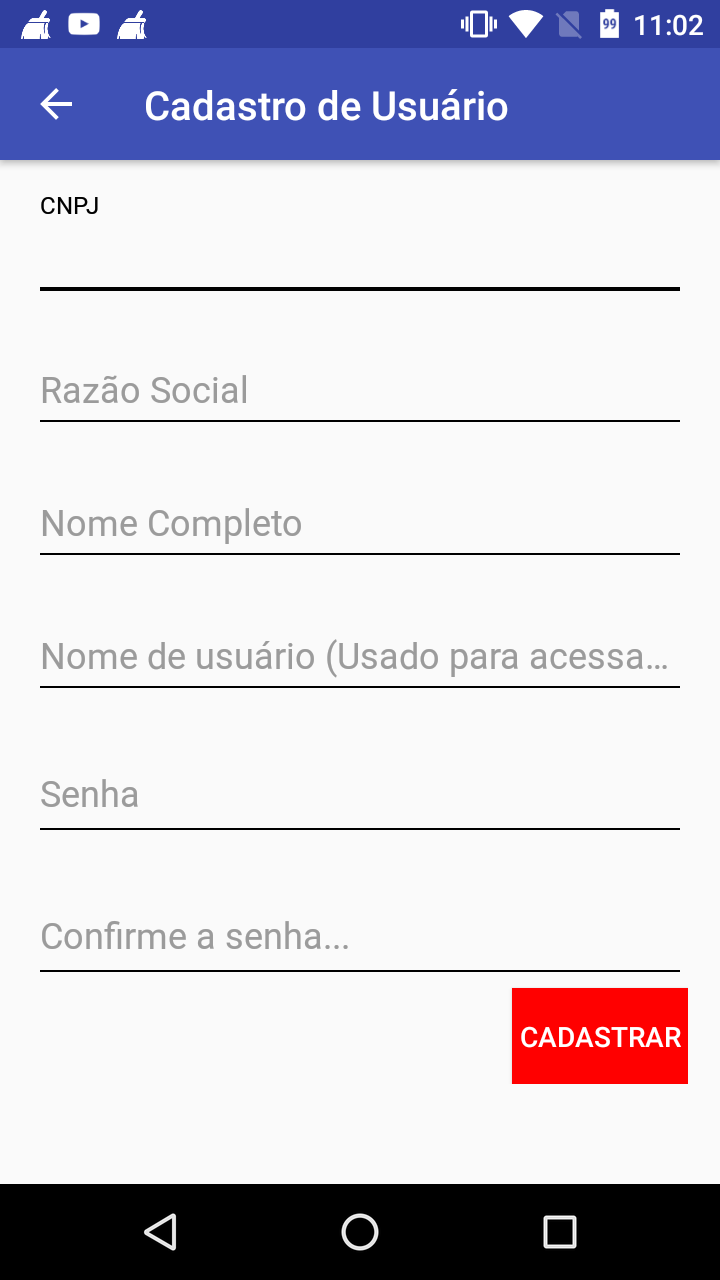 99 11:02
Cadastro de Usuário
CNPJ
Razão Social
Nome Completo
Nome de usuário (Usado para acessa...
Senha
Confirme a senha...
CADASTRAR